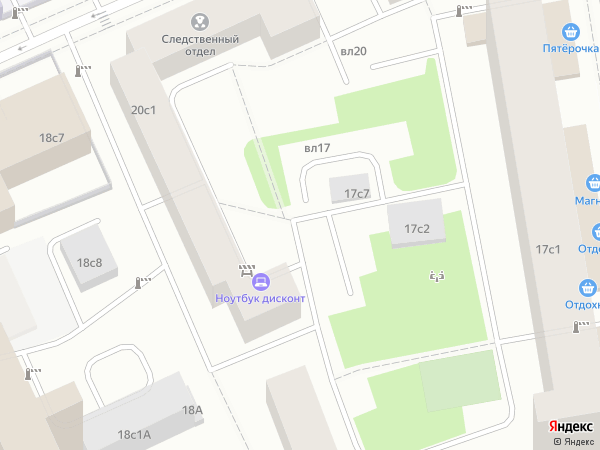 Следственный
отдел
вл20
Пятёрочка
20с1
18с7
вл17
17с7
Магн
17с2
Отдо
17с1
18с8
Ноутбук дисконт
Отдохн
18А
18с1А
Яндекс